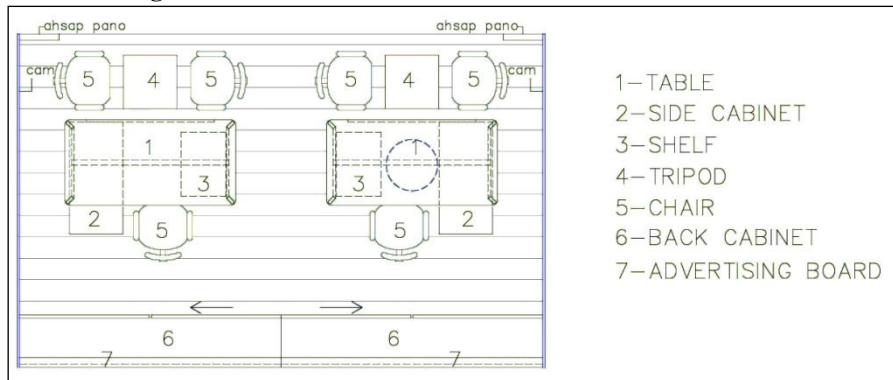 ahsap pano
ahsap pano
cam
5
4
5
5
4
5
cam
1
3
2
5
1
3
5
2
6
6
7
7
1-TABLE
2-SIDE CABINET
3-SHELF
4-TRIPOD
5-CHAIR
6-BACK CABINET
7-ADVERTISING BOARD